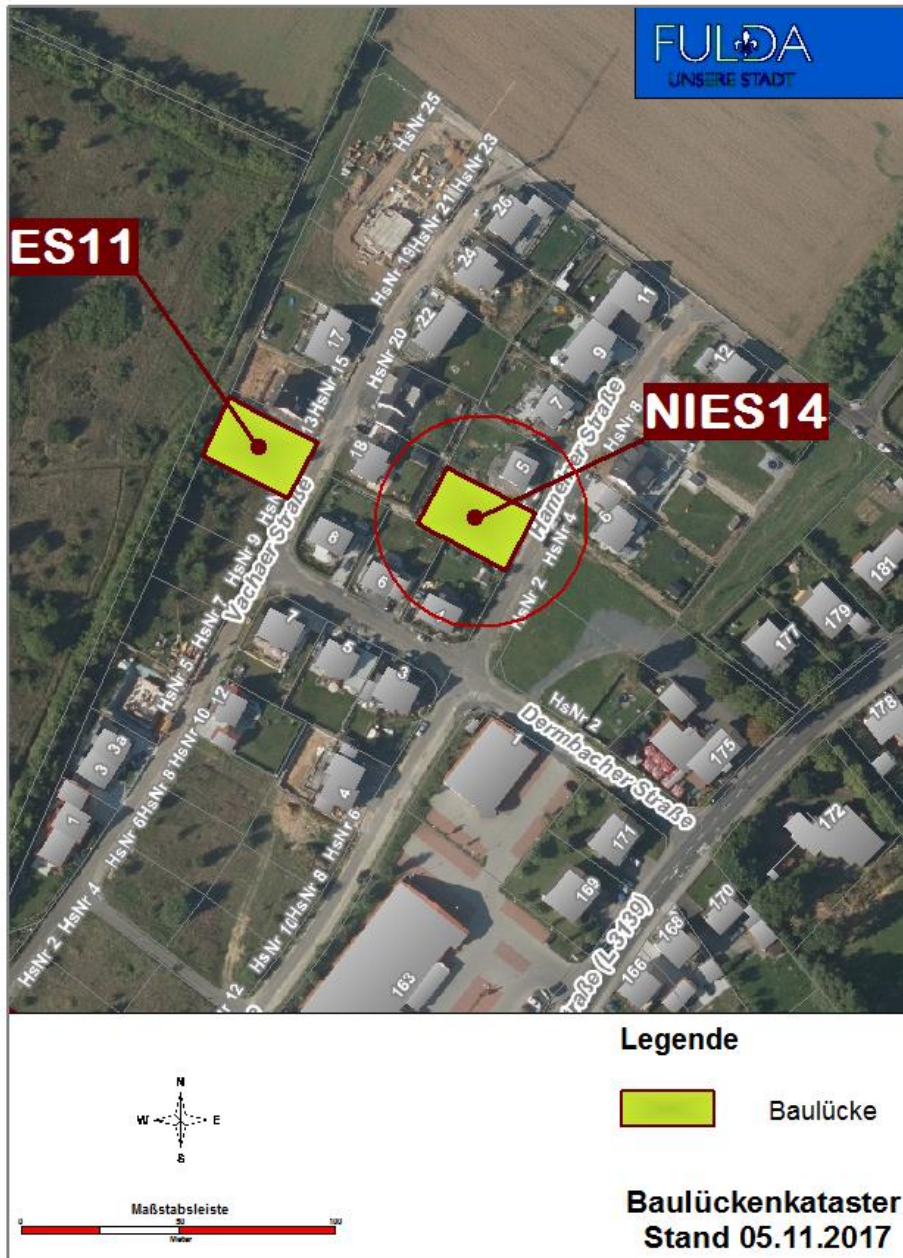 FULDA
UNSERE STADT
HsNr 25
HsNr 23
HsNr 21
HsNr 19
26
24
22
HsNr 20
ES11
17
HsNr 15
13
18
11
9
7
5
12
HsNr 8
NIES14
Hamelner Straße
6
HsNr 4
HsNr 2
Vachaer Straße
HsNr 9
HsNr 7
HsNr 5
8
6
4
7
5
3
181
179
177
178
HsNr 2
Dermbacher Straße
175
172
1
171
169
170
168
166
163
traße (L 3139)
12
HsNr 10
HsNr 8
HsNr 6
3a
3
1
HsNr 4
HsNr 2
4
HsNr 6
HsNr 8
HsNr 10
Legende
Baulücke
N
W E
S
Maßstabsleiste
0 50 100
Meter
Baulückenkataster
Stand 05.11.2017